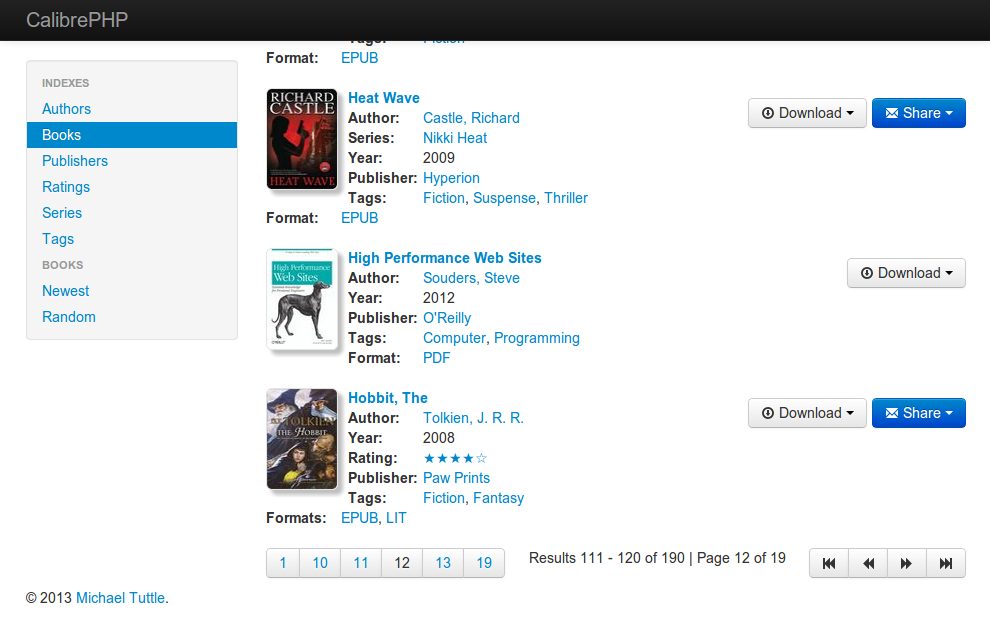 CalibrePHP
INDEXES
Authors
Books
Publishers
Ratings
Series
Tags
BOOKS
Newest
Random
Format: EPUB
RICHARD
CASTLE
HEAT WAVE
Heat Wave
Author: Castle, Richard
Series: Nikki Heat
Year: 2009
Publisher: Hyperion
Tags: Fiction, Suspense, Thriller
Format: EPUB
Download
Share
High Performance
Web Sites
O'REILLY
High Performance Web Sites
Author: Souders, Steve
Year: 2012
Publisher: O'Reilly
Tags: Computer, Programming
Format: PDF
Download
TOLKIEN
THE HOBBIT
Hobbit, The
Author: Tolkien, J. R. R.
Year: 2008
Rating: ★★★★☆
Publisher: Paw Prints
Tags: Fiction, Fantasy
Formats: EPUB, LIT
Download
Share
1 10 11 12 13 19
Results 111 - 120 of 190 | Page 12 of 19
© 2013 Michael Tuttle.